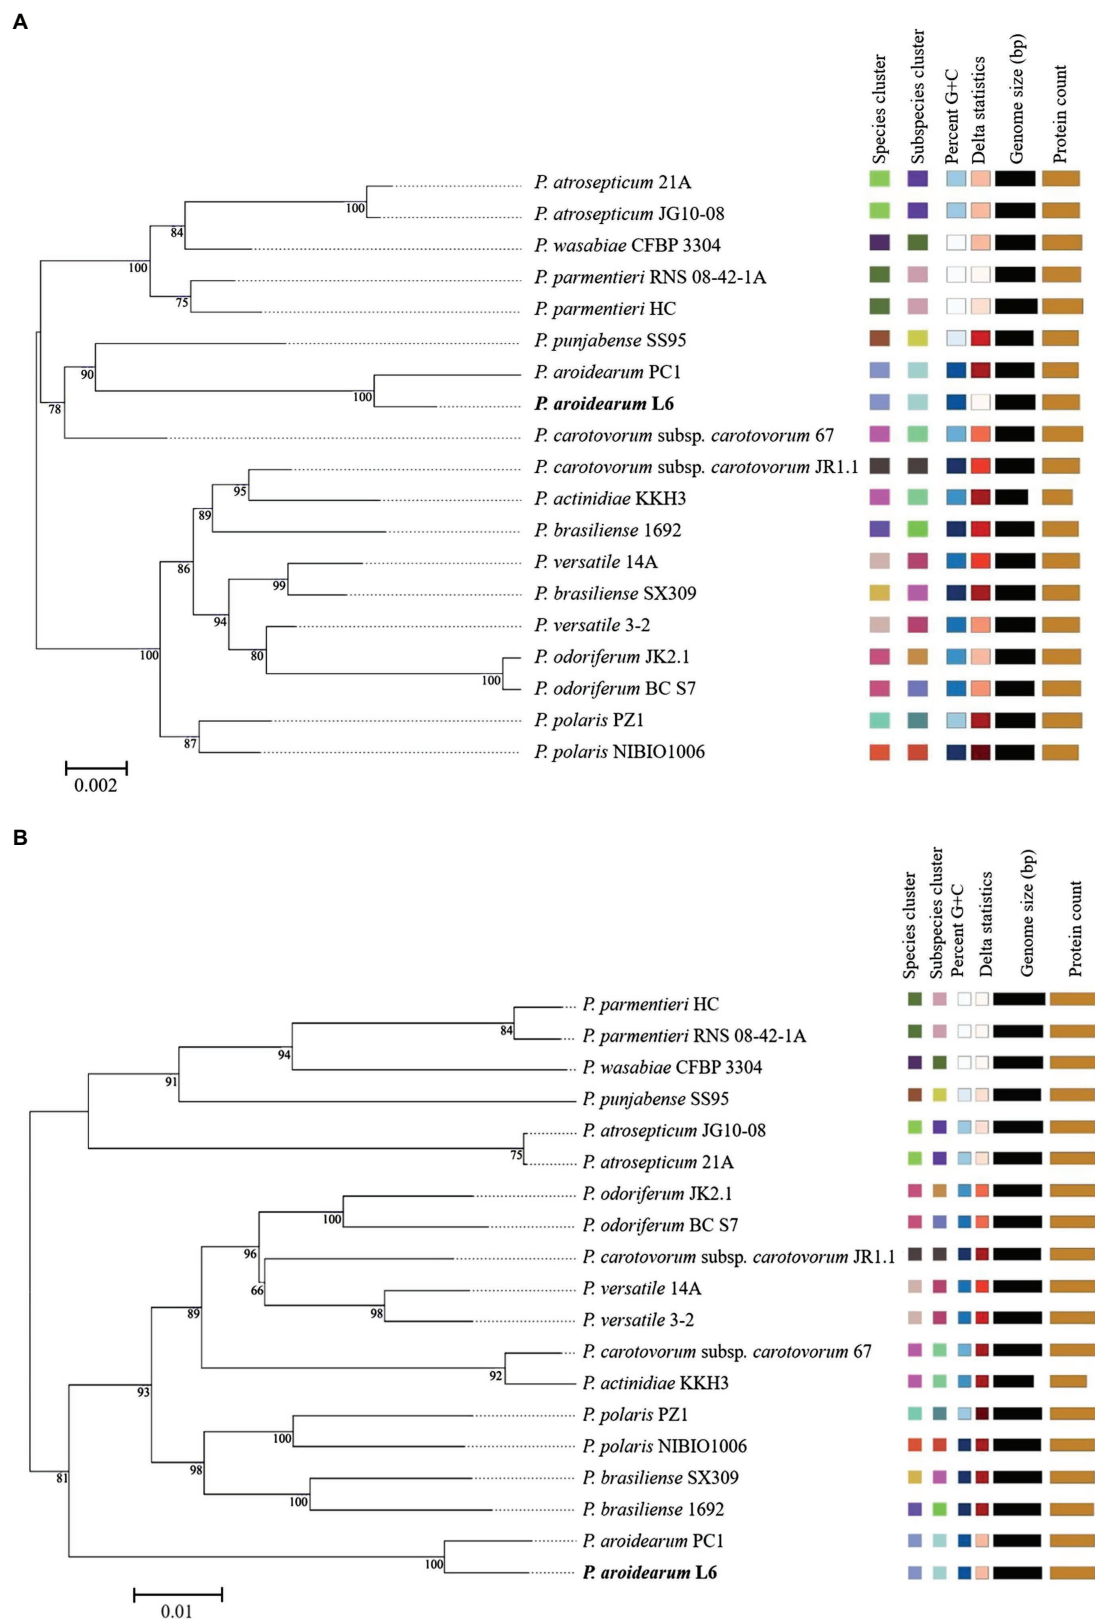 A
Species cluster
Subspecies cluster
Percent G+C
Delta statistics
Genome size (bp)
Protein count
P. atrosepticum 21A
100
P. atrosepticum JG10-08
84
P. wasabiae CFBP 3304
100
P. parmentieri RNS 08-42-1A
75
P. parmentieri HC
P. punjabense SS95
90
P. aroidearum PC1
100
P. aroidearum L6
78
P. carotovorum subsp. carotovorum 67
P. carotovorum subsp. carotovorum JR1.1
95
P. actinidiae KKH3
89
P. brasiliense 1692
86
P. versatile 14A
99
P. brasiliense SX309
94
P. versatile 3-2
80
P. odoriferum JK2.1
100
100
P. odoriferum BC S7
P. polaris PZ1
87
P. polaris NIBIO1006
0.002
B
Species cluster
Subspecies cluster
Percent G+C
Delta statistics
Genome size (bp)
Protein count
P. parmentieri HC
84
P. parmentieri RNS 08-42-1A
94
P. wasabiae CFBP 3304
91
P. punjabense SS95
P. atrosepticum JG10-08
75
P. atrosepticum 21A
P. odoriferum JK2.1
100
P. odoriferum BC S7
96
P. carotovorum subsp. carotovorum JR1.1
66
P. versatile 14A
89
98
P. versatile 3-2
P. carotovorum subsp. carotovorum 67
92
P. actinidiae KKH3
93
P. polaris PZ1
100
P. polaris NIBIO1006
98
81
P. brasiliense SX309
100
P. brasiliense 1692
P. aroidearum PC1
100
P. aroidearum L6
0.01